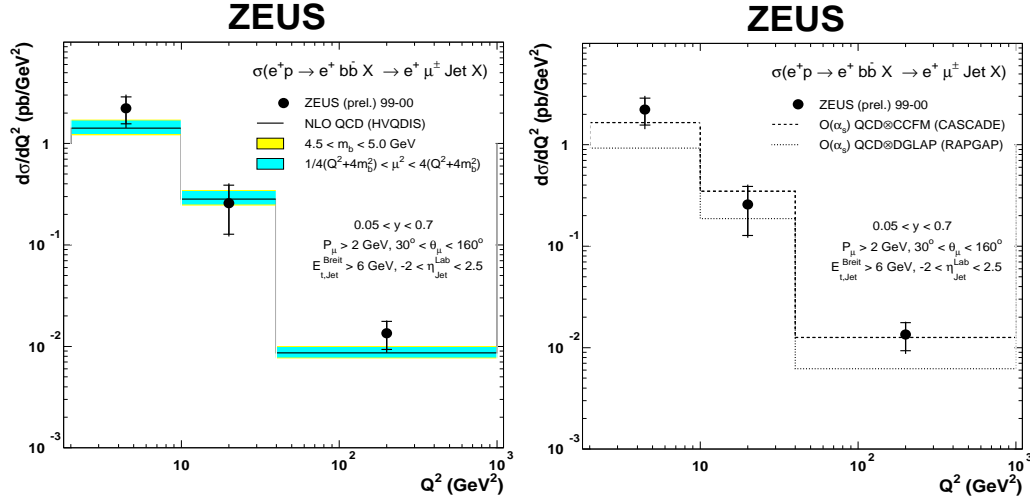 ZEUS
dσ/dQ² (pb/GeV²)
σ(e⁺p → e⁺ bb̄ X → e⁺ μ± Jet X)
ZEUS (prel.) 99-00
NLO QCD (HVQDIS)
4.5 < m_b < 5.0 GeV
1/4(Q²+4m_b²) < μ² < 4(Q²+4m_b²)
0.05 < y < 0.7
P_μ > 2 GeV, 30° < θ_μ < 160°
E_t,Jet^Breit > 6 GeV, -2 < η_Jet^Lab < 2.5
1
10⁻¹
10⁻²
10⁻³
10 10² 10³
Q² (GeV²)
ZEUS
dσ/dQ² (pb/GeV²)
σ(e⁺p → e⁺ bb̄ X → e⁺ μ± Jet X)
ZEUS (prel.) 99-00
O(α_s) QCD⊗CCFM (CASCADE)
O(α_s) QCD⊗DGLAP (RAPGAP)
0.05 < y < 0.7
P_μ > 2 GeV, 30° < θ_μ < 160°
E_t,Jet^Breit > 6 GeV, -2 < η_Jet^Lab < 2.5
1
10⁻¹
10⁻²
10⁻³
10 10² 10³
Q² (GeV²)